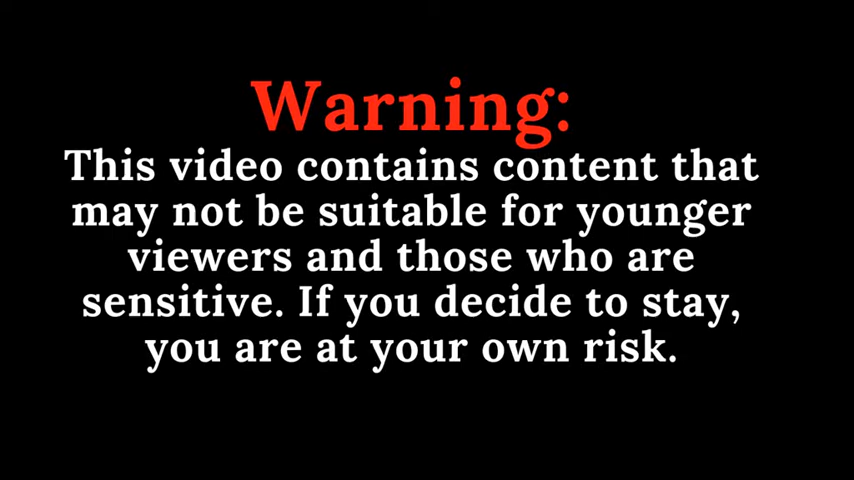 Warning:
This video contains content that
may not be suitable for younger
viewers and those who are
sensitive. If you decide to stay,
you are at your own risk.